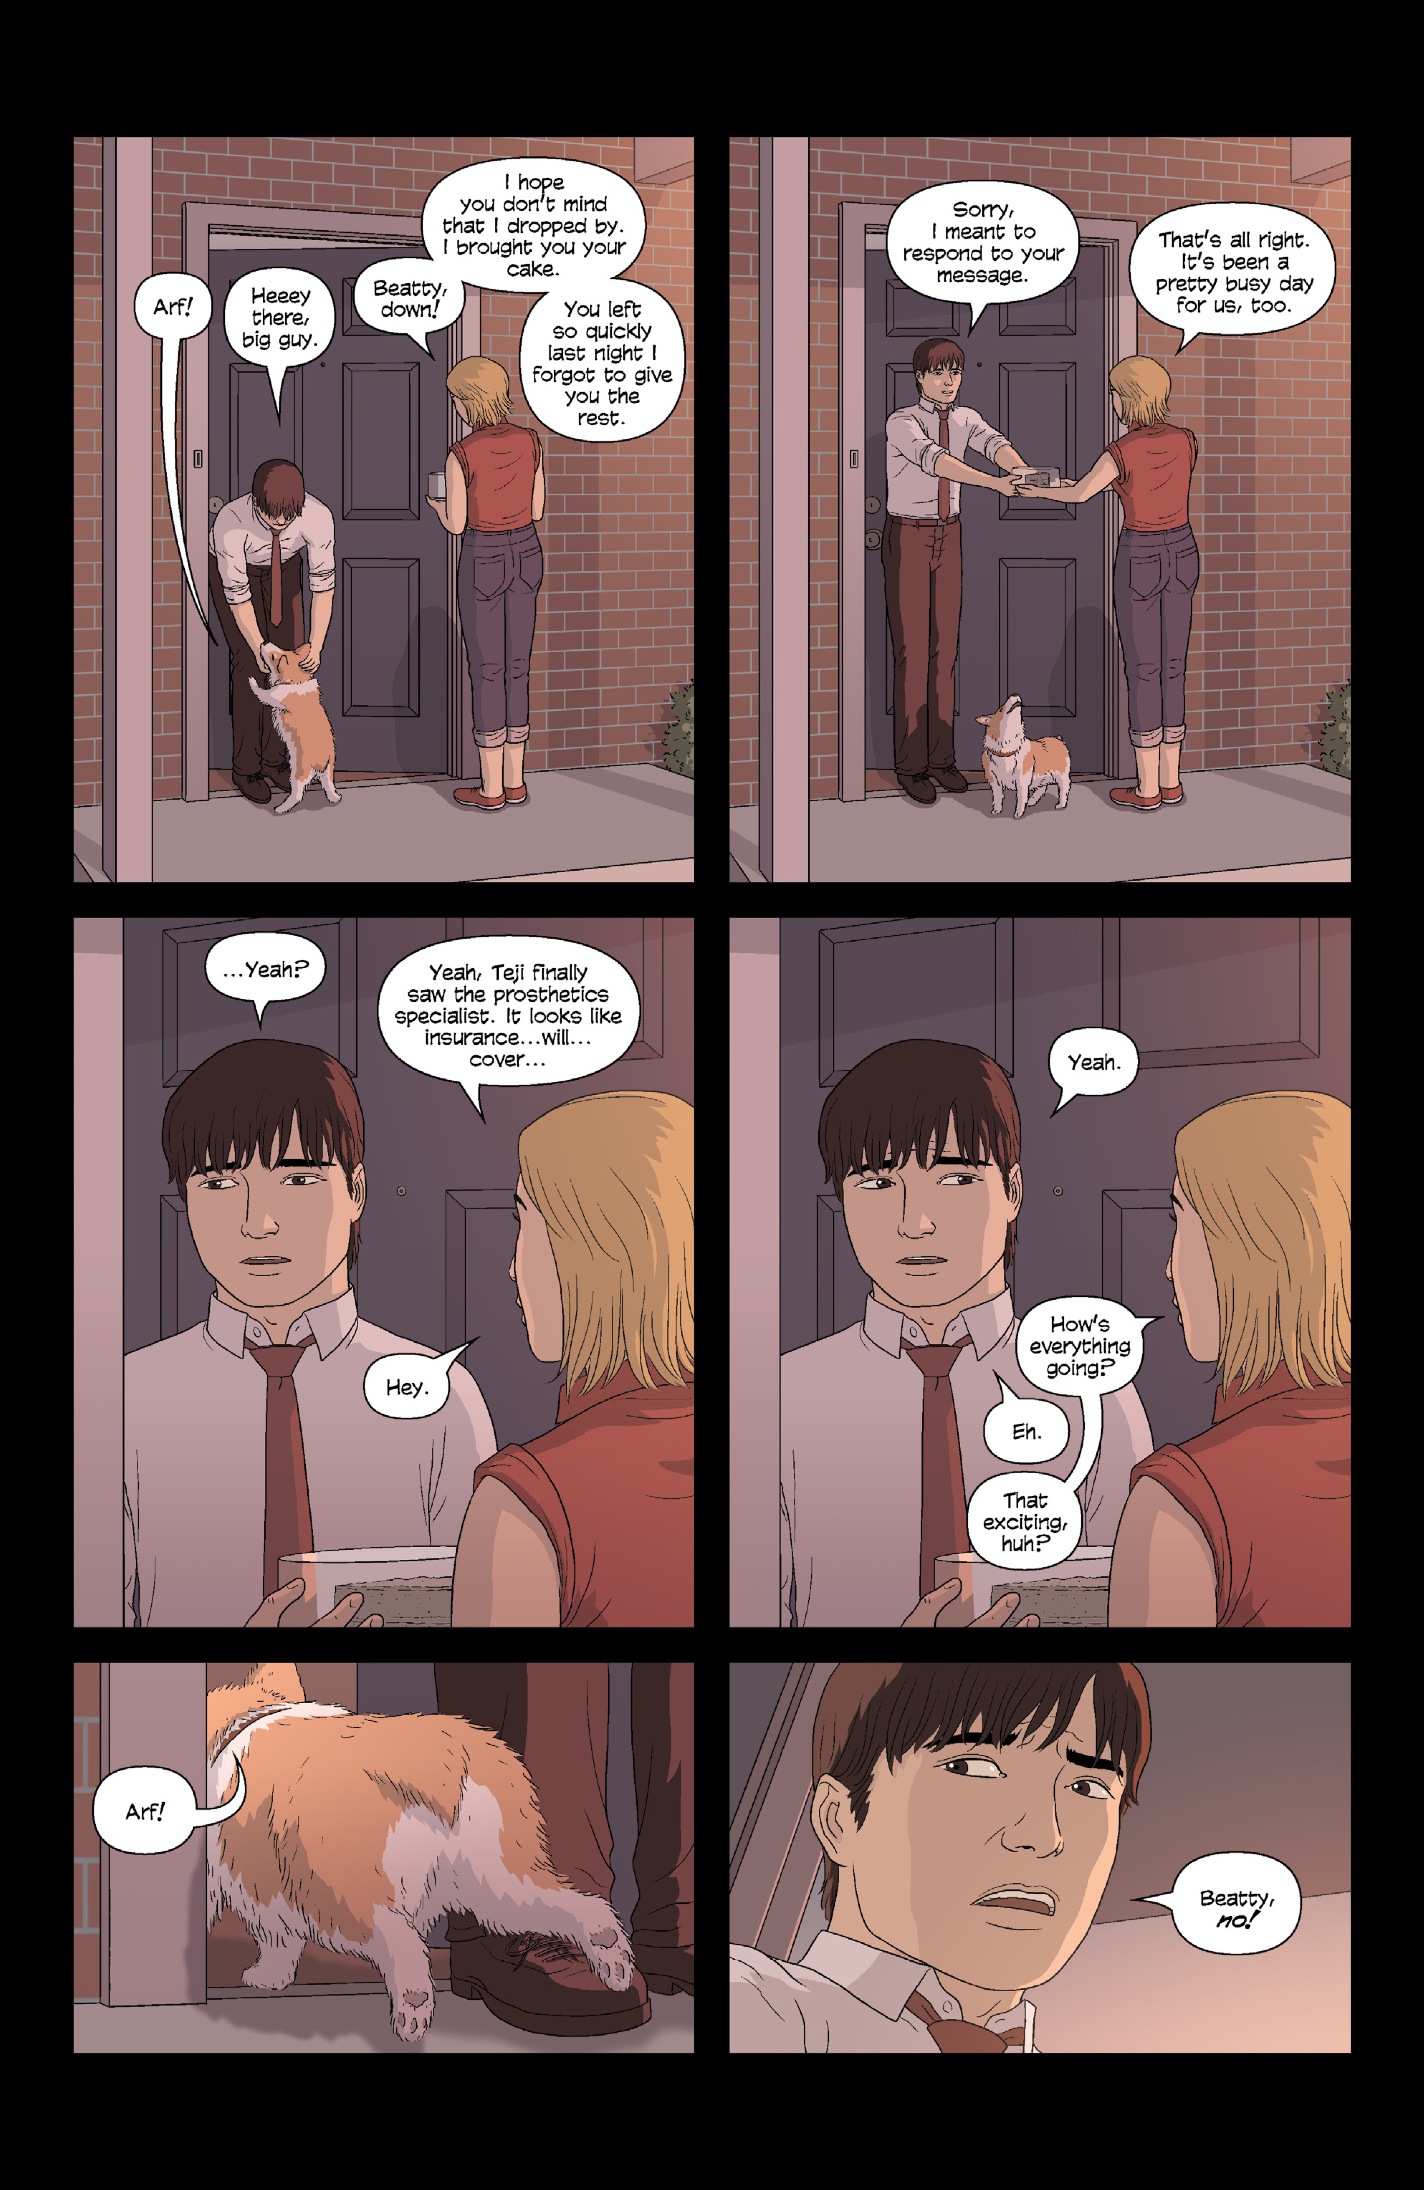 Arf!
Heeey
there,
big guy.
Beatty,
down!
I hope
you don't mind
that I dropped by.
I brought you your
cake.
You left
so quickly
last night I
forgot to give
you the
rest.
Sorry,
I meant to
respond to your
message.
That's all right.
It's been a
pretty busy day
for us, too.
...Yeah?
Yeah, Teji finally
saw the prosthetics
specialist. It looks like
insurance...will...
cover...
Hey.
Yeah.
How's
everything
going?
Eh.
That
exciting,
huh?
Arf!
Beatty,
no!